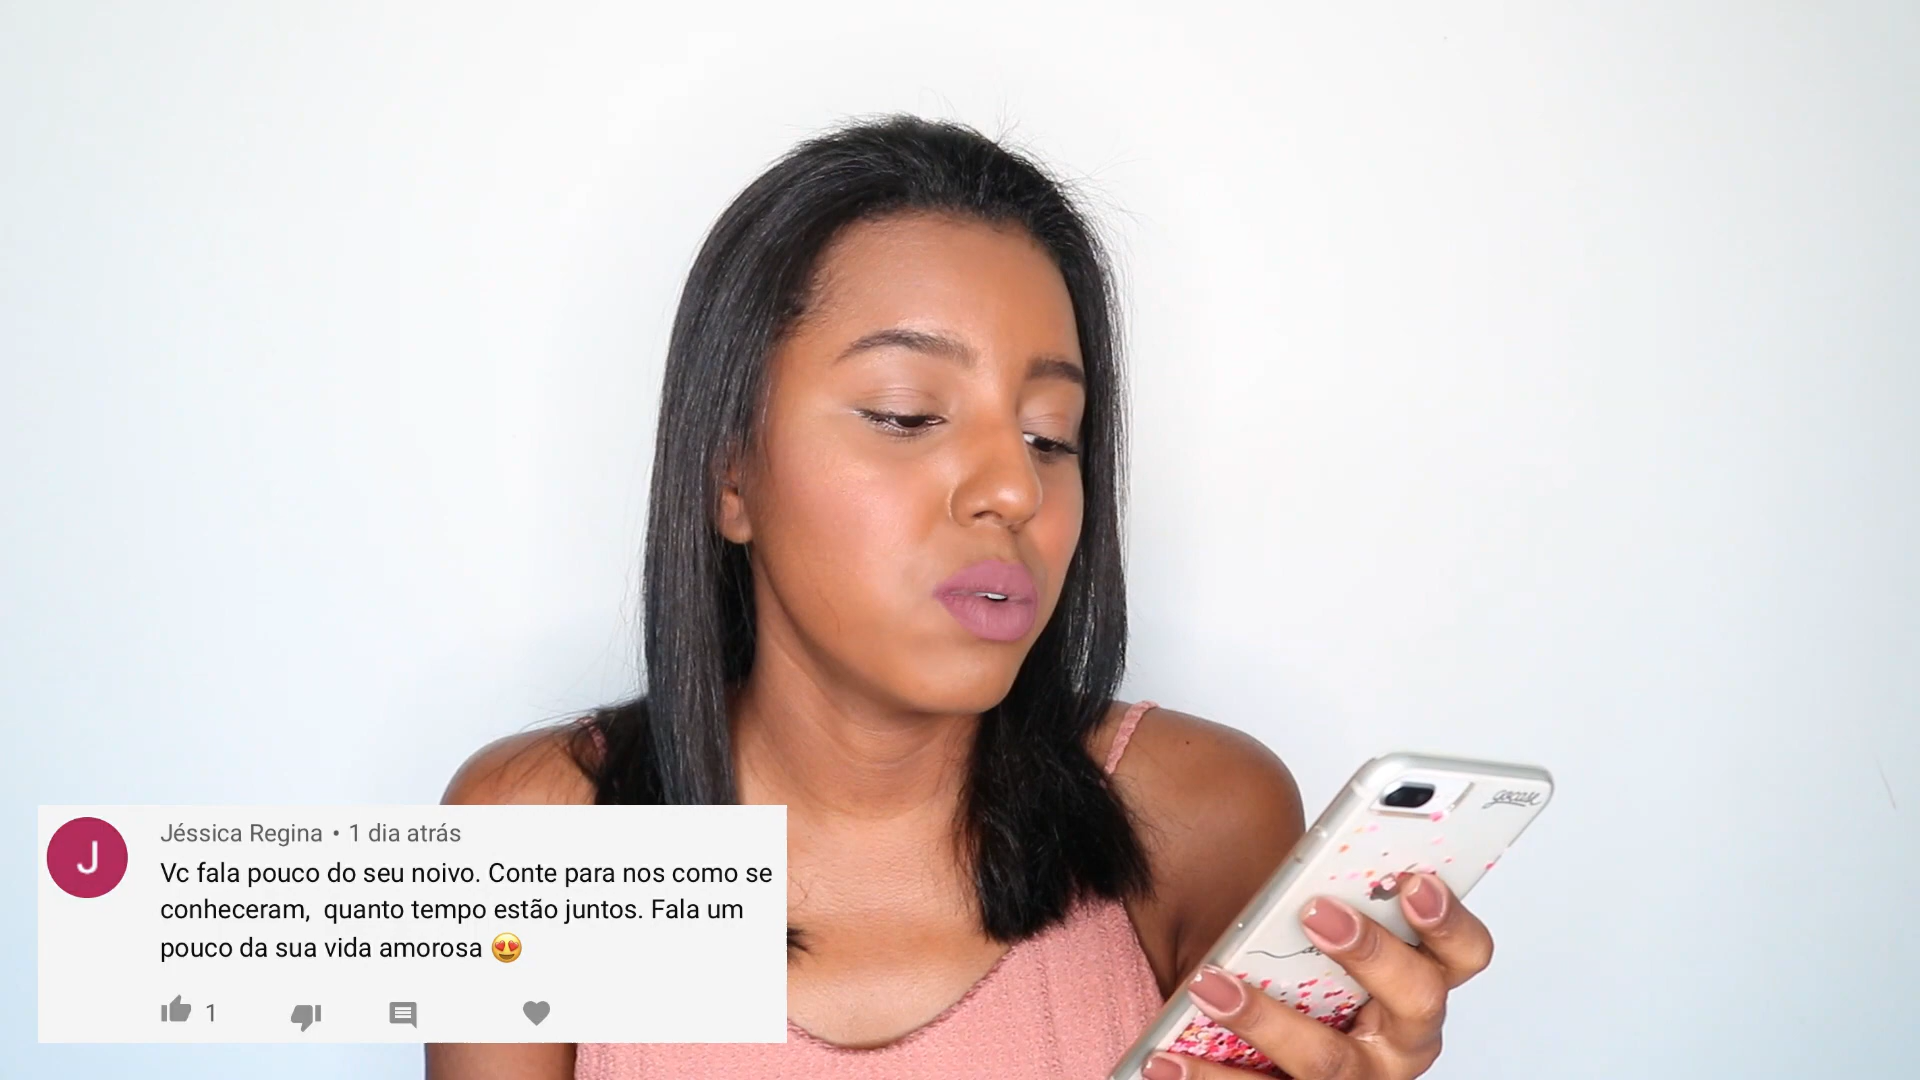 Jéssica Regina • 1 dia atrás
Vc fala pouco do seu noivo. Conte para nos como se
conheceram,  quanto tempo estão juntos. Fala um
pouco da sua vida amorosa 😍
1
J
gocase